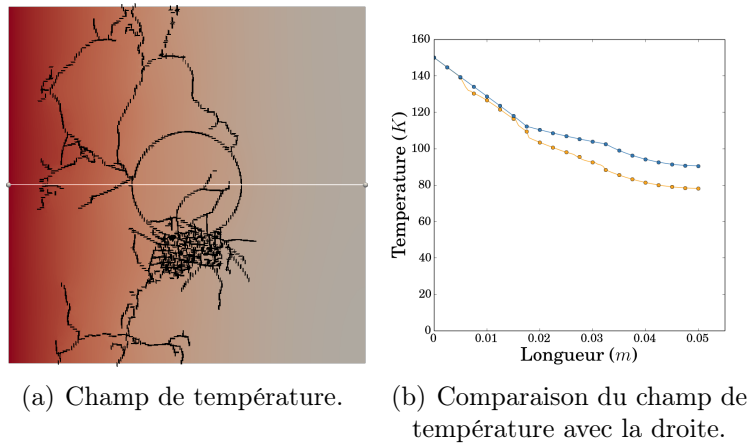 160
140
120
100
80
60
40
20
0
Temperature (K)
0 0.01 0.02 0.03 0.04 0.05
Longueur (m)
(a) Champ de température.
(b) Comparaison du champ de
température avec la droite.